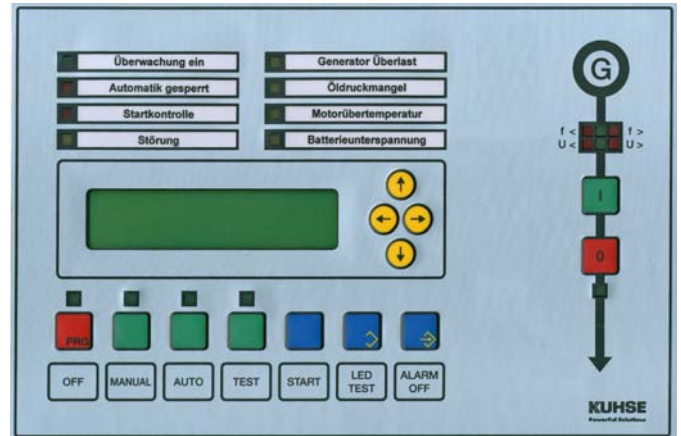 Überwachung ein
Automatik gesperrt
Startkontrolle
Störung
Generator Überlast
Öldruckmangel
Motorübertemperatur
Batterieunterspannung
G
f < f >
U < U >
I
0
PRG
OFF
MANUAL
AUTO
TEST
START
LED
TEST
ALARM
OFF
KUHSE
Powerful Solutions